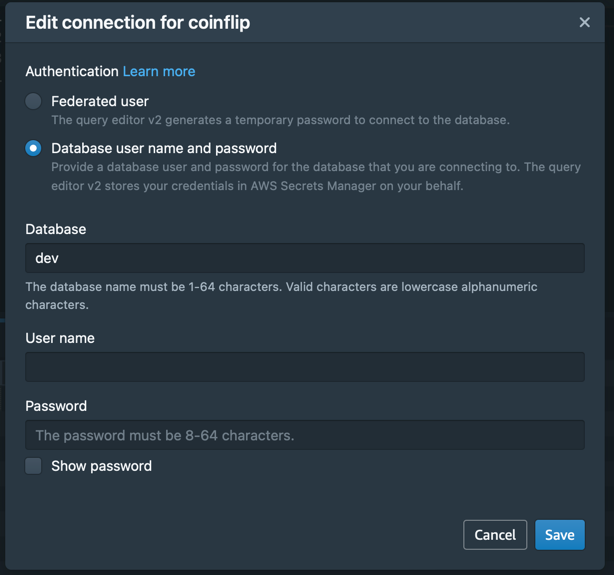 Edit connection for coinflip
Authentication Learn more
Federated user
The query editor v2 generates a temporary password to connect to the database.
Database user name and password
Provide a database user and password for the database that you are connecting to. The query
editor v2 stores your credentials in AWS Secrets Manager on your behalf.
Database
dev
The database name must be 1-64 characters. Valid characters are lowercase alphanumeric
characters.
User name
Password
The password must be 8-64 characters.
Show password
Cancel Save